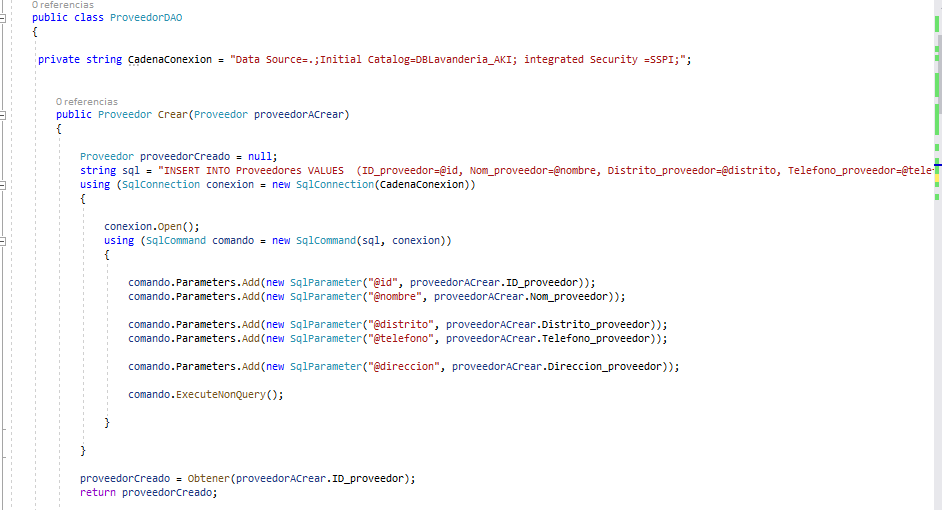 0 referencias
public class ProveedorDAO
{
private string CadenaConexion = "Data Source=.;Initial Catalog=DBLavanderia_AKI; integrated Security =SSPI;";
0 referencias
public Proveedor Crear(Proveedor proveedorACrear)
{
Proveedor proveedorCreado = null;
string sql = "INSERT INTO Proveedores VALUES  (ID_proveedor=@id, Nom_proveedor=@nombre, Distrito_proveedor=@distrito, Telefono_proveedor=@tele
using (SqlConnection conexion = new SqlConnection(CadenaConexion))
{
conexion.Open();
using (SqlCommand comando = new SqlCommand(sql, conexion))
{
comando.Parameters.Add(new SqlParameter("@id", proveedorACrear.ID_proveedor));
comando.Parameters.Add(new SqlParameter("@nombre", proveedorACrear.Nom_proveedor));
comando.Parameters.Add(new SqlParameter("@distrito", proveedorACrear.Distrito_proveedor));
comando.Parameters.Add(new SqlParameter("@telefono", proveedorACrear.Telefono_proveedor));
comando.Parameters.Add(new SqlParameter("@direccion", proveedorACrear.Direccion_proveedor));
comando.ExecuteNonQuery();
}
}
proveedorCreado = Obtener(proveedorACrear.ID_proveedor);
return proveedorCreado;